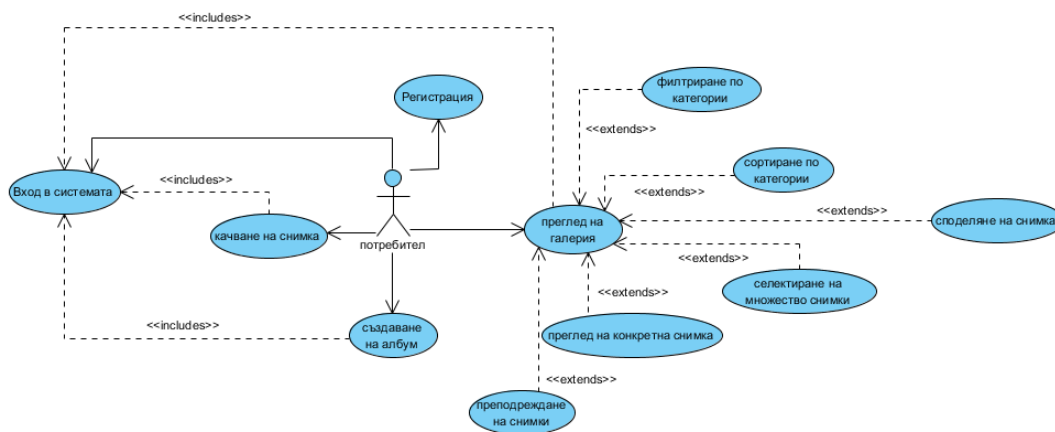 <<includes>>
филтриране по
категории
Регистрация
<<extends>>
сортиране по
категории
Вход в системата
<<includes>>
<<extends>>
качване на снимка
потребител
преглед на
галерия
<<extends>>
споделяне на снимка
<<extends>>
селектиране на
множество снимки
<<extends>>
<<includes>>
създаване
на албум
преглед на конкретна снимка
<<extends>>
преподреждане
на снимки